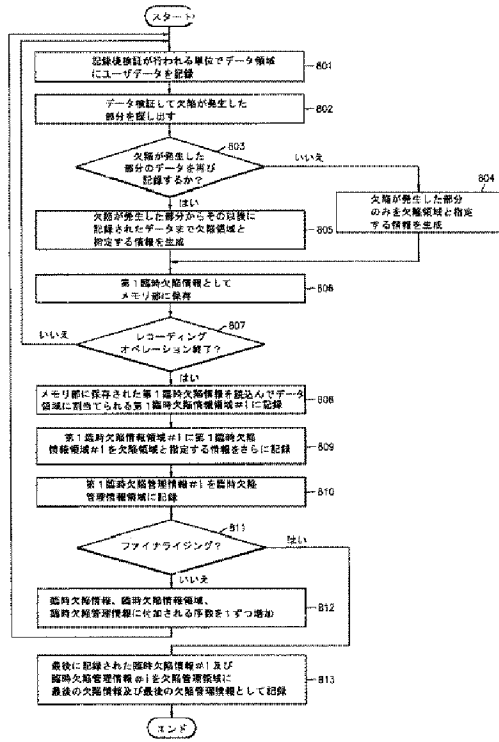 スタート
記録後検証が行われる単位でデータ領域
にユーザデータを記録
801
データ検証して欠陥が発生した
部分を探し出す
802
803
欠陥が発生した
部分のデータを再び
記録するか?
いいえ
はい
804
欠陥が発生した部分
のみを欠陥領域と指定
する情報を生成
欠陥が発生した部分からその以後に
記録されたデータまで欠陥領域と
指定する情報を生成
805
第1臨時欠陥情報として
メモリ部に保存
806
807
いいえ
レコーディング
オペレーション終了?
はい
メモリ部に保存された第1臨時欠陥情報を読込んでデータ
領域に割当てられる第1臨時欠陥情報領域#iに記録
808
第1臨時欠陥情報領域#iに第1臨時欠陥
情報領域#iを欠陥領域と指定する情報をさらに記録
809
第1臨時欠陥管理情報#iを臨時欠陥
管理情報領域に記録
810
811
ファイナライジング?
はい
いいえ
臨時欠陥情報、臨時欠陥情報領域、
臨時欠陥管理情報に付加される序数を1ずつ増加
812
最後に記録された臨時欠陥情報#i及び
臨時欠陥管理情報#iを欠陥管理領域に
最後の欠陥情報及び最後の欠陥管理情報として記録
813
エンド